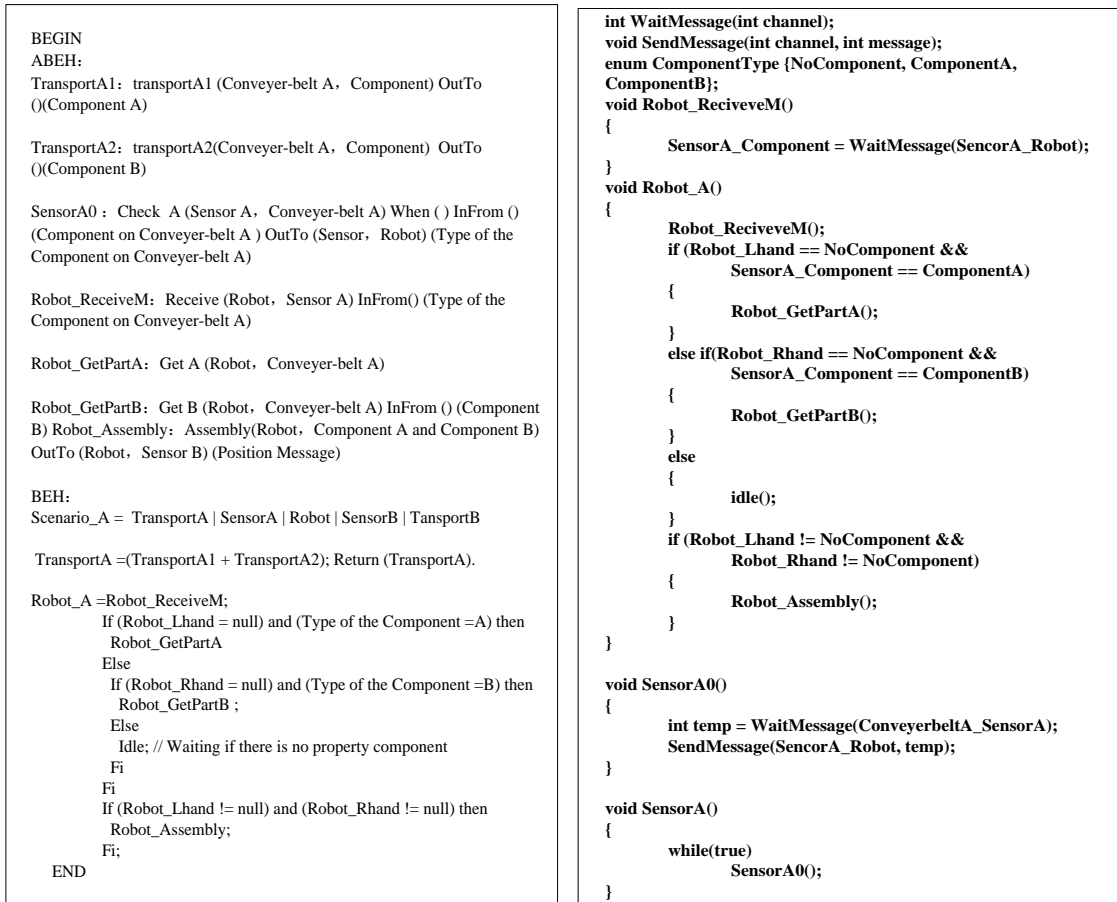 BEGIN
ABEH：
TransportA1：transportA1 (Conveyer-belt A，Component) OutTo
()(Component A)
TransportA2：transportA2(Conveyer-belt A，Component) OutTo
()(Component B)
SensorA0：Check A (Sensor A，Conveyer-belt A) When ( ) InFrom ()
(Component on Conveyer-belt A ) OutTo (Sensor，Robot) (Type of the
Component on Conveyer-belt A)
Robot_ReceiveM：Receive (Robot，Sensor A) InFrom() (Type of the
Component on Conveyer-belt A)
Robot_GetPartA：Get A (Robot，Conveyer-belt A)
Robot_GetPartB：Get B (Robot，Conveyer-belt A) InFrom () (Component
B) Robot_Assembly：Assembly(Robot，Component A and Component B)
OutTo (Robot，Sensor B) (Position Message)
BEH：
Scenario_A = TransportA | SensorA | Robot | SensorB | TansportB
TransportA =(TransportA1 + TransportA2); Return (TransportA).
Robot_A =Robot_ReceiveM;
If (Robot_Lhand = null) and (Type of the Component =A) then
Robot_GetPartA
Else
If (Robot_Rhand = null) and (Type of the Component =B) then
Robot_GetPartB ;
Else
Idle; // Waiting if there is no property component
Fi
Fi
If (Robot_Lhand != null) and (Robot_Rhand != null) then
Robot_Assembly;
Fi;
END
int WaitMessage(int channel);
void SendMessage(int channel, int message);
enum ComponentType {NoComponent, ComponentA,
ComponentB};
void Robot_ReciveveM()
{
SensorA_Component = WaitMessage(SencorA_Robot);
}
void Robot_A()
{
Robot_ReciveveM();
if (Robot_Lhand == NoComponent &&
SensorA_Component == ComponentA)
{
Robot_GetPartA();
}
else if(Robot_Rhand == NoComponent &&
SensorA_Component == ComponentB)
{
Robot_GetPartB();
}
else
{
idle();
}
if (Robot_Lhand != NoComponent &&
Robot_Rhand != NoComponent)
{
Robot_Assembly();
}
}
void SensorA0()
{
int temp = WaitMessage(ConveyerbeltA_SensorA);
SendMessage(SencorA_Robot, temp);
}
void SensorA()
{
while(true)
SensorA0();
}